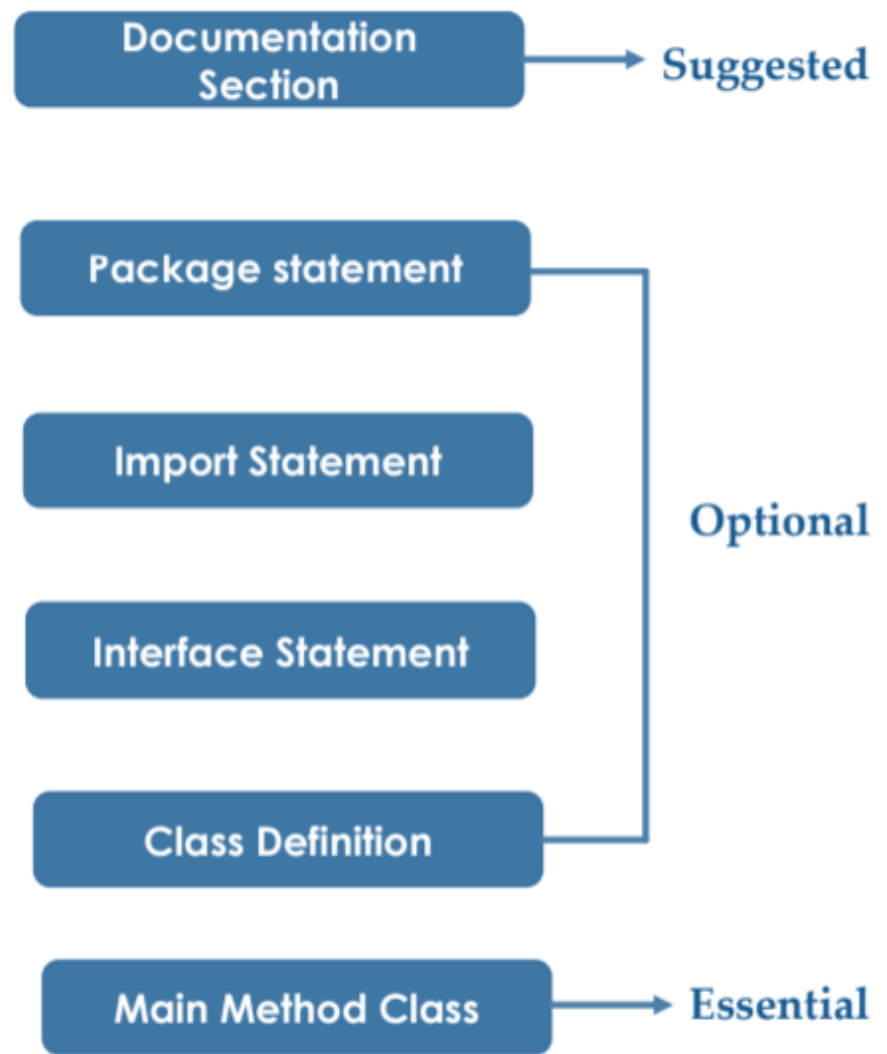 Documentation
Section
Suggested
Package statement
Import Statement
Optional
Interface Statement
Class Definition
Main Method Class
Essential